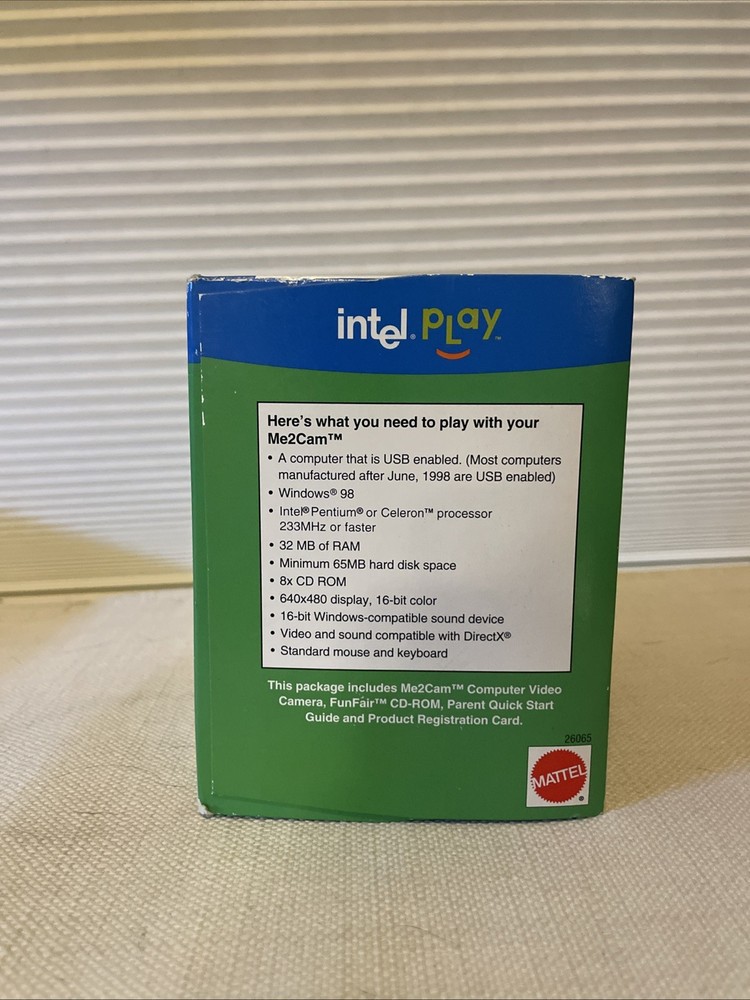 intel® pLay™
Here's what you need to play with your
Me2Cam™
• A computer that is USB enabled. (Most computers
manufactured after June, 1998 are USB enabled)
• Windows® 98
• Intel® Pentium® or Celeron™ processor
233MHz or faster
• 32 MB of RAM
• Minimum 65MB hard disk space
• 8x CD ROM
• 640x480 display, 16-bit color
• 16-bit Windows-compatible sound device
• Video and sound compatible with DirectX®
• Standard mouse and keyboard
This package includes Me2Cam™ Computer Video
Camera, FunFair™ CD-ROM, Parent Quick Start
Guide and Product Registration Card.
26065
MATTEL®